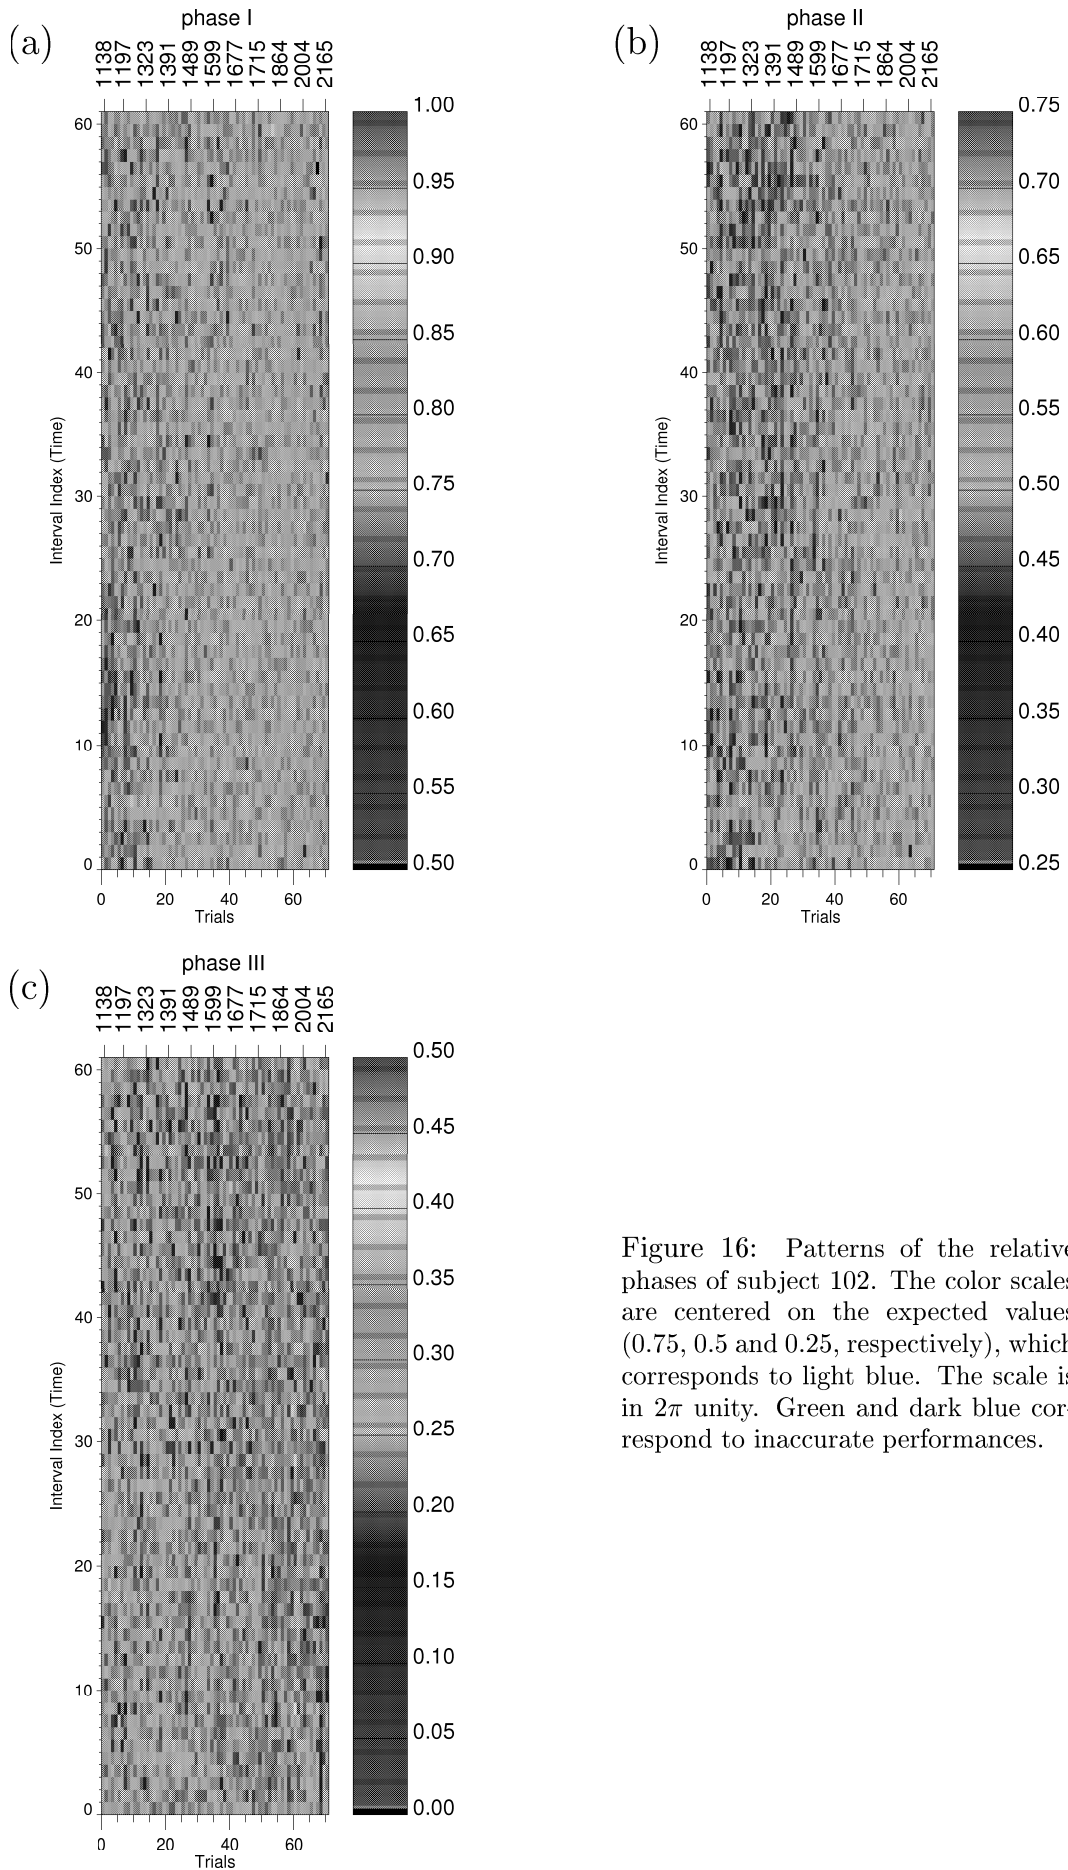 phase I
(a)
1138 1197 1323 1391 1489 1599 1677 1715 1864 2004 2165
60
50
40
30
20
10
0
Interval Index (Time)
0 20 40 60
Trials
1.00
0.95
0.90
0.85
0.80
0.75
0.70
0.65
0.60
0.55
0.50
phase II
(b)
1138 1197 1323 1391 1489 1599 1677 1715 1864 2004 2165
60
50
40
30
20
10
0
Interval Index (Time)
0 20 40 60
Trials
0.75
0.70
0.65
0.60
0.55
0.50
0.45
0.40
0.35
0.30
0.25
phase III
(c)
1138 1197 1323 1391 1489 1599 1677 1715 1864 2004 2165
60
50
40
30
20
10
0
Interval Index (Time)
0 20 40 60
Trials
0.50
0.45
0.40
0.35
0.30
0.25
0.20
0.15
0.10
0.05
0.00
Figure 16: Patterns of the relative
phases of subject 102. The color scales
are centered on the expected values
(0.75, 0.5 and 0.25, respectively), which
corresponds to light blue. The scale is
in 2π unity. Green and dark blue cor-
respond to inaccurate performances.